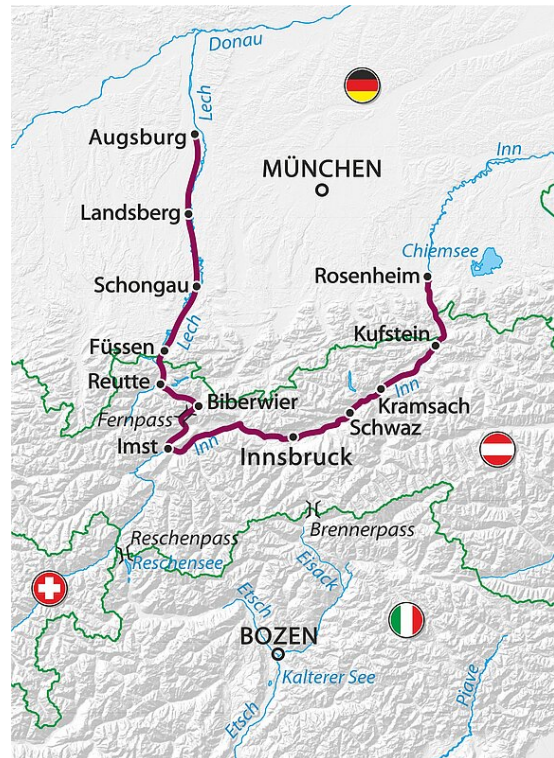 Donau
Lech
Augsburg
MÜNCHEN
Inn
Landsberg
Chiemsee
Schongau
Rosenheim
Lech
Füssen
Kufstein
Reutte
Biberwier
Inn
Fernpass
Kramsach
Schwaz
Imst
Inn
Innsbruck
Brennerpass
Reschenpass
Reschensee
Eisack
Etsch
BOZEN
Kalterer See
Piave
Etsch